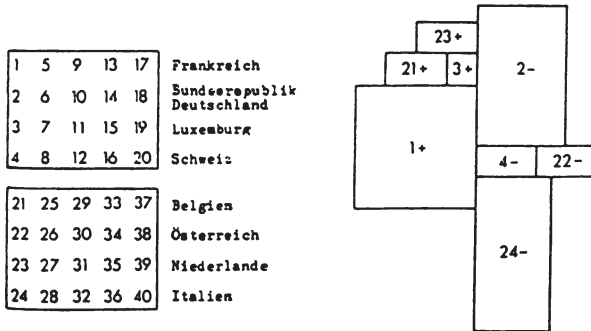 1 5 9 13 17 Frankreich
2 6 10 14 18 Bundesrepublik
Deutschland
3 7 11 15 19 Luxemburg
4 8 12 16 20 Schweiz
21 25 29 33 37 Belgien
22 26 30 34 38 Österreich
23 27 31 35 39 Niederlande
24 28 32 36 40 Italien
23+
21+ 3+ 2-
1+
4- 22-
24-